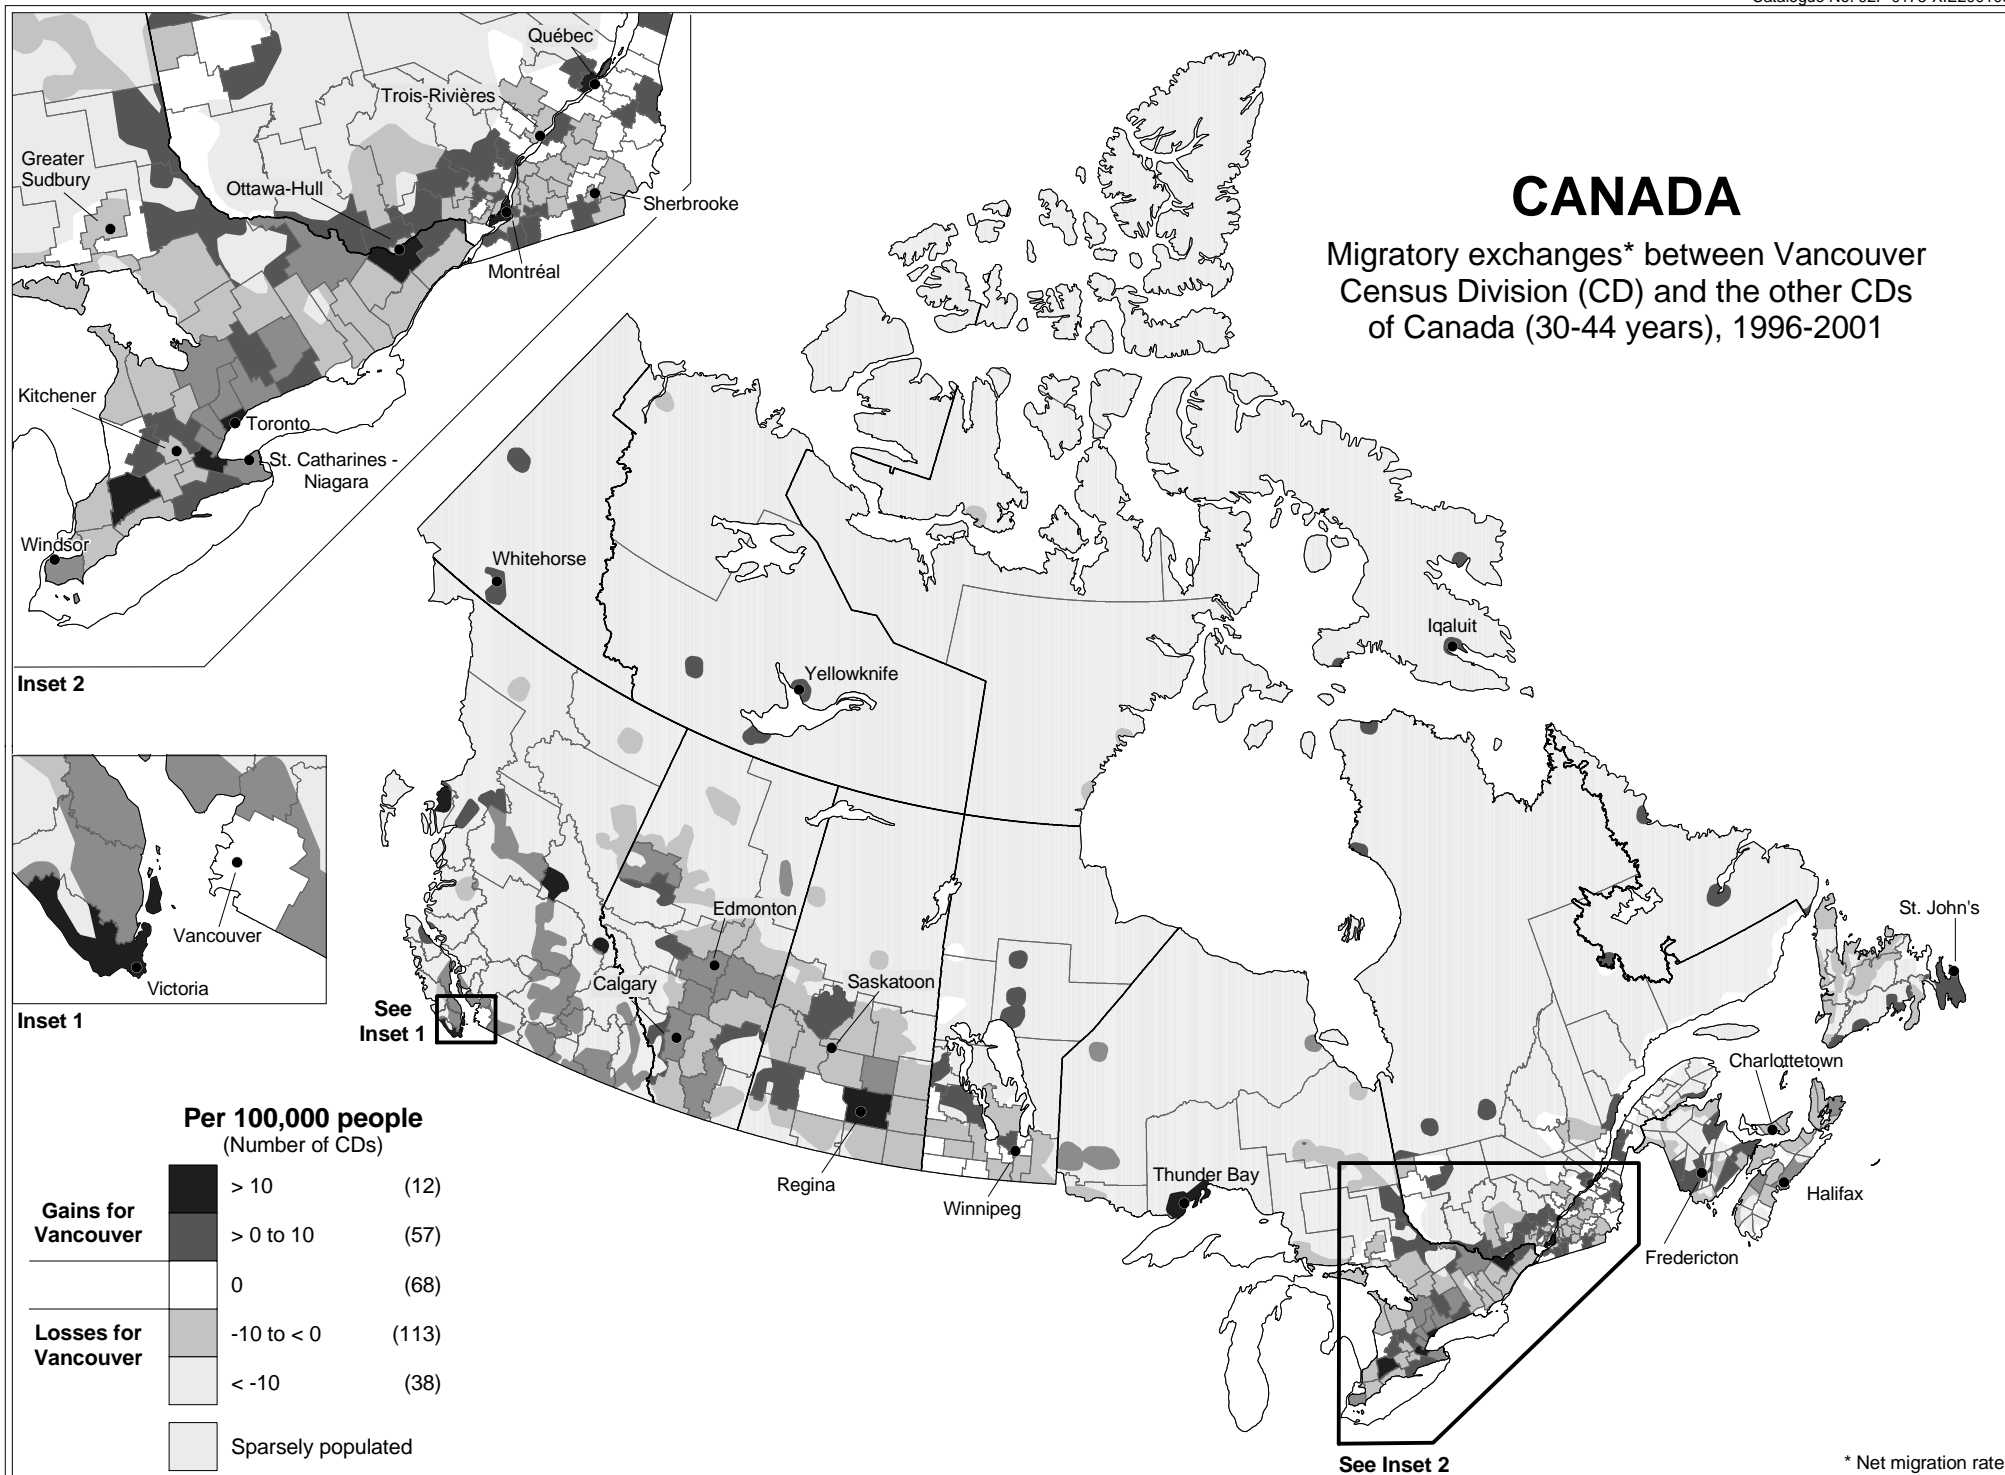 CANADA
Migratory exchanges* between Vancouver
Census Division (CD) and the other CDs
of Canada (30-44 years), 1996-2001
Québec
Trois-Rivières
Greater
Sudbury
Ottawa-Hull
Sherbrooke
Montréal
Kitchener
Toronto
St. Catharines -
Niagara
Windsor
Inset 2
Whitehorse
Yellowknife
Iqaluit
Vancouver
Victoria
Inset 1
See
Inset 1
Edmonton
Calgary
Saskatoon
Regina
Winnipeg
Thunder Bay
St. John's
Charlottetown
Halifax
Fredericton
See Inset 2
Per 100,000 people
(Number of CDs)
Gains for
Vancouver
> 10 (12)
> 0 to 10 (57)
0 (68)
Losses for
Vancouver
-10 to < 0 (113)
< -10 (38)
Sparsely populated
* Net migration rate